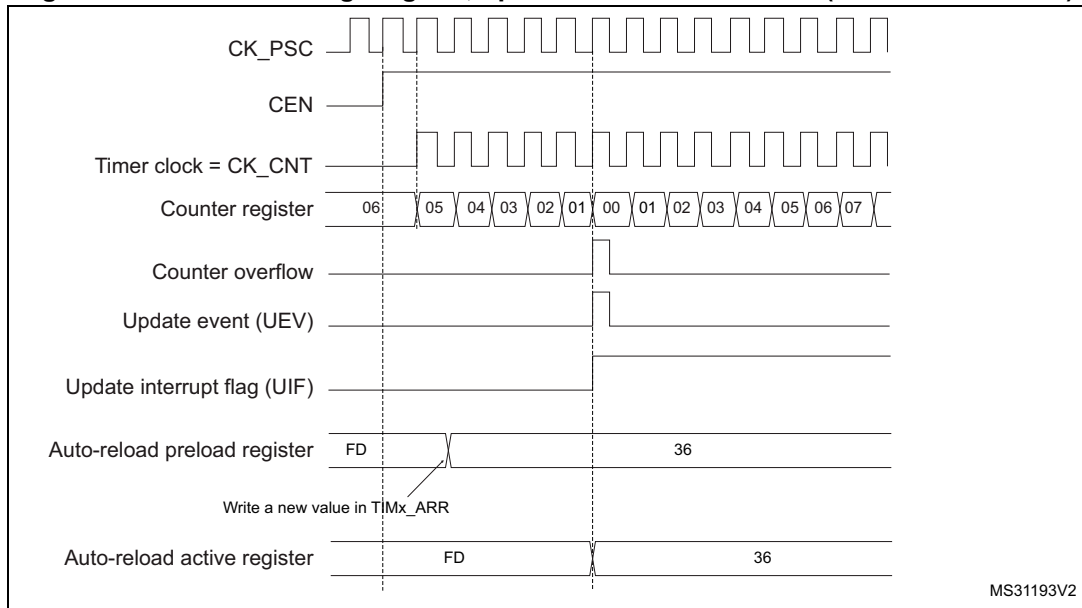 CK_PSC
CEN
Timer clock = CK_CNT
Counter register 06 05 04 03 02 01 00 01 02 03 04 05 06 07
Counter overflow
Update event (UEV)
Update interrupt flag (UIF)
Auto-reload preload register FD 36
Write a new value in TIMx_ARR
Auto-reload active register FD 36
MS31193V2